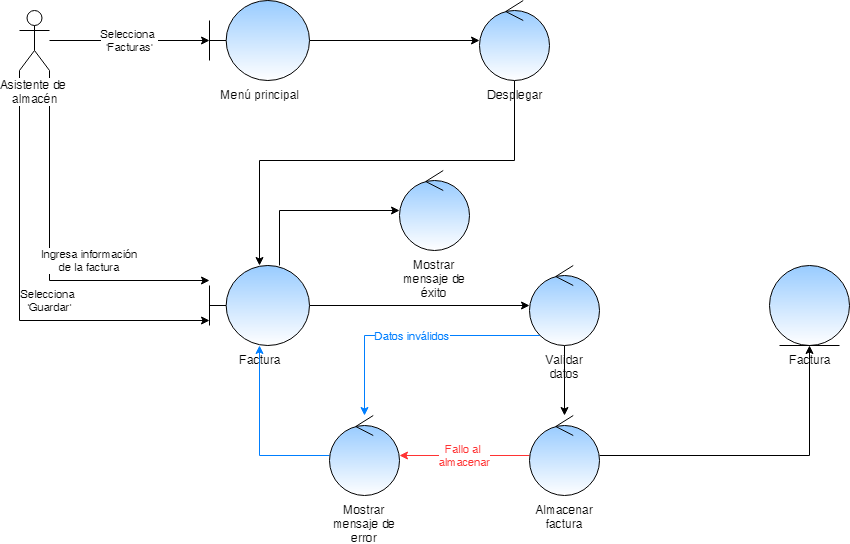 Selecciona
'Facturas'
Asistente de
almacén
Menú principal
Desplegar
Ingresa información
de la factura
Selecciona
'Guardar'
Factura
Mostrar
mensaje de
éxito
Datos inválidos
Validar
datos
Factura
Fallo al
almacenar
Mostrar
mensaje de
error
Almacenar
factura